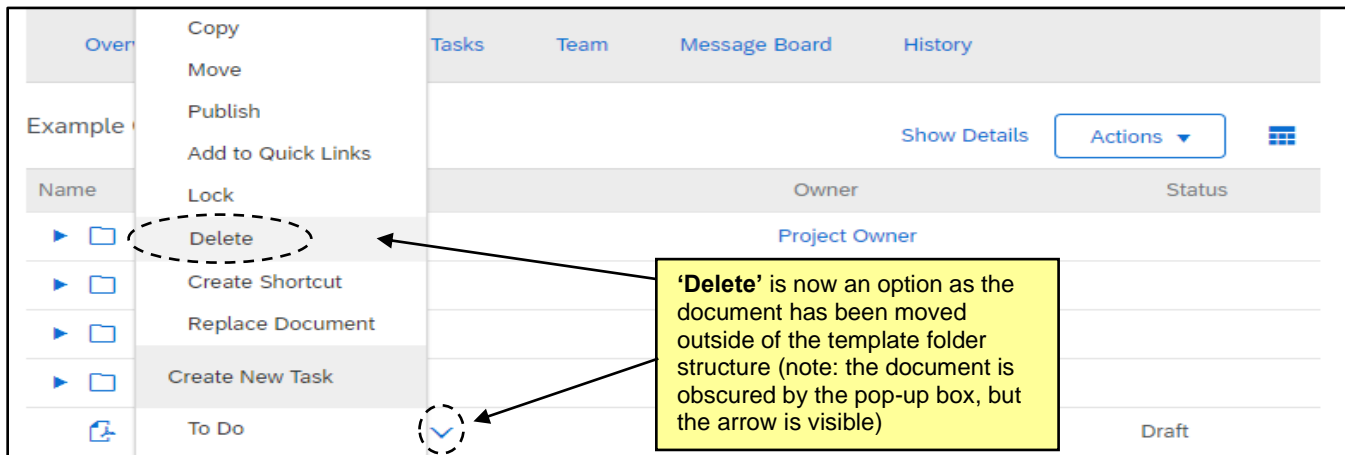 Copy
Over
Tasks
Team
Message Board
History
Move
Publish
Example
Show Details
Actions
Add to Quick Links
Name
Lock
Owner
Status
Delete
Project Owner
Create Shortcut
‘Delete’ is now an option as the
document has been moved
outside of the template folder
structure (note: the document is
obscured by the pop-up box, but
the arrow is visible)
Replace Document
Create New Task
To Do
Draft